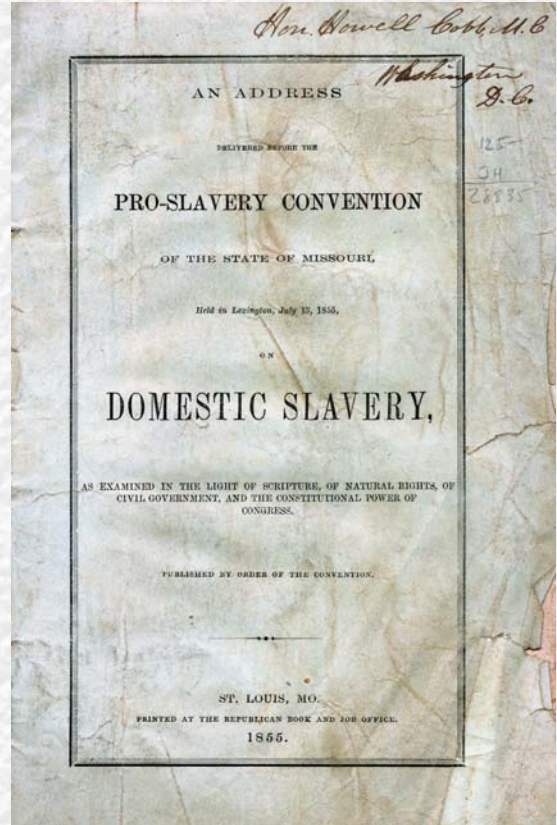 Hon. Howell Cobb, M.C
Washington
D.C.
AN ADDRESS
DELIVERED BEFORE THE
PRO-SLAVERY CONVENTION
OF THE STATE OF MISSOURI,
Held in Lexington, July 13, 1855,
ON
DOMESTIC SLAVERY,
AS EXAMINED IN THE LIGHT OF SCRIPTURE, OF NATURAL RIGHTS, OF
CIVIL GOVERNMENT, AND THE CONSTITUTIONAL POWER OF
CONGRESS.
PUBLISHED BY ORDER OF THE CONVENTION.
ST. LOUIS, MO.
PRINTED AT THE REPUBLICAN BOOK AND JOB OFFICE.
1855.